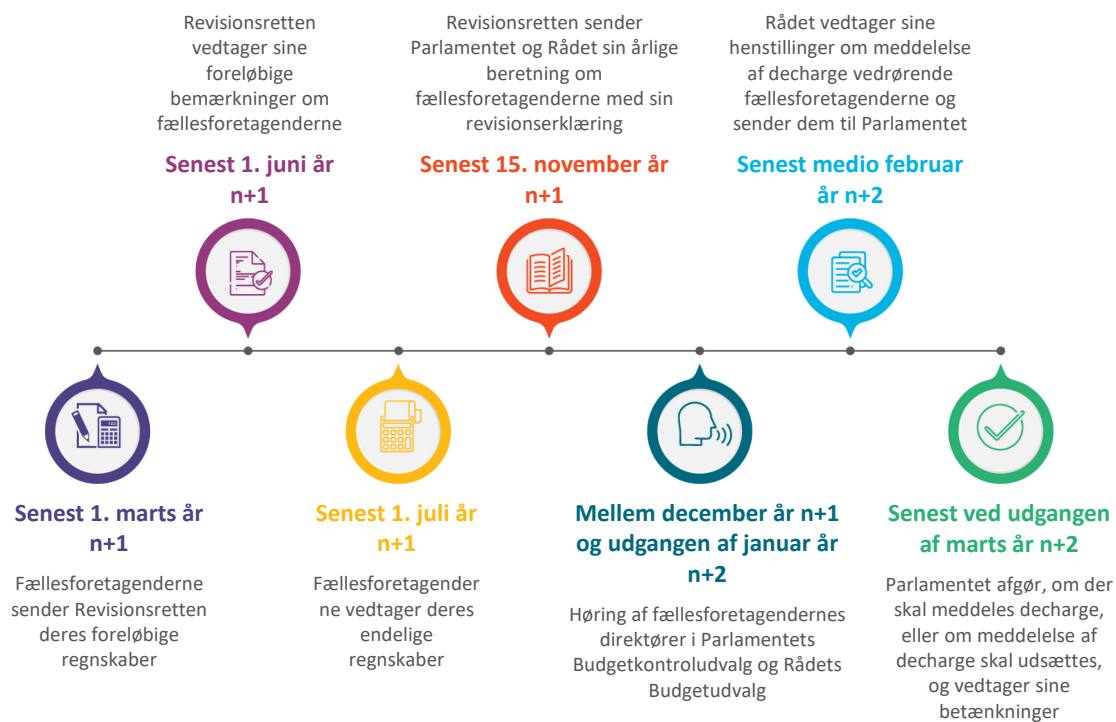 Revisionsretten
vedtager sine
foreløbige
bemærkninger om
fællesforetagenderne
Senest 1. juni år
n+1
Revisionsretten sender
Parlamentet og Rådet sin årlige
beretning om
fællesforetagenderne med sin
revisionserklæring
Senest 15. november år
n+1
Rådet vedtager sine
henstillinger om meddelelse
af decharge vedrørende
fællesforetagenderne og
sender dem til Parlamentet
Senest medio februar
år n+2
Senest 1. marts år
n+1
Fællesforetagenderne
sender Revisionsretten
deres foreløbige
regnskaber
Senest 1. juli år
n+1
Fællesforetagender
ne vedtager deres
endelige
regnskaber
Mellem december år n+1
og udgangen af januar år
n+2
Høring af fællesforetagendernes
direktører i Parlamentets
Budgetkontroludvalg og Rådets
Budgetudvalg
Senest ved udgangen
af marts år n+2
Parlamentet afgør, om der
skal meddeles decharge,
eller om meddelelse af
decharge skal udsættes,
og vedtager sine
betænkninger